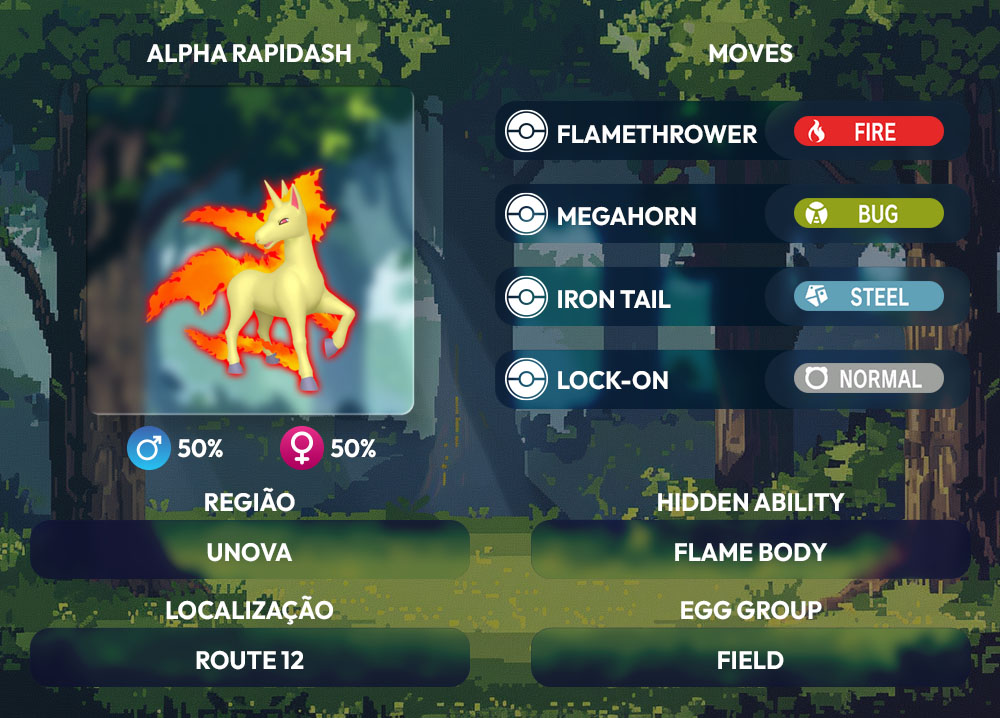 ALPHA RAPIDASH
50%
50%
REGIÃO
UNOVA
LOCALIZAÇÃO
ROUTE 12
MOVES
FLAMETHROWER FIRE
MEGAHORN BUG
IRON TAIL STEEL
LOCK-ON NORMAL
HIDDEN ABILITY
FLAME BODY
EGG GROUP
FIELD